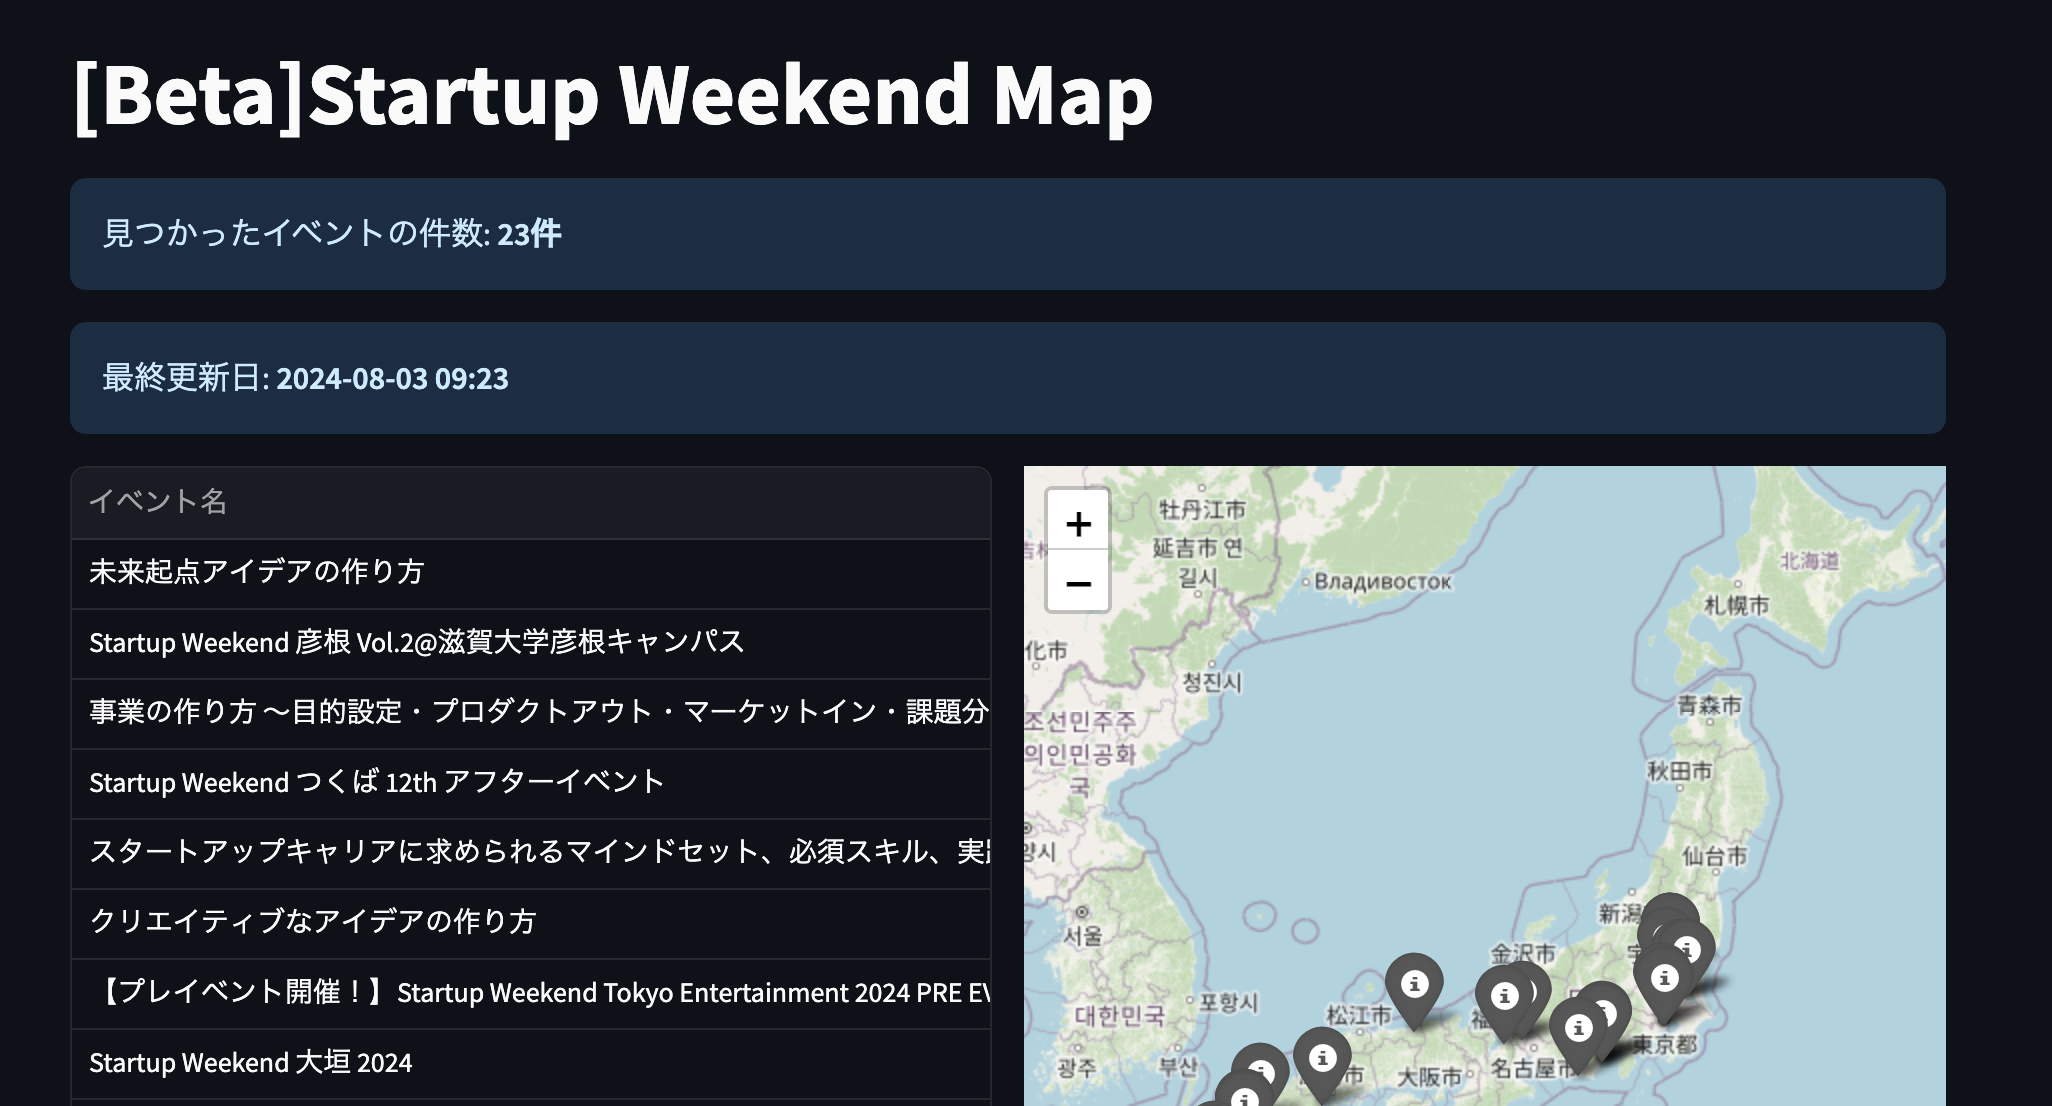 [Beta]Startup Weekend Map
見つかったイベントの件数: 23件
最終更新日: 2024-08-03 09:23
イベント名
未来起点アイデアの作り方
Startup Weekend 彦根 Vol.2@滋賀大学彦根キャンパス
事業の作り方 〜目的設定・プロダクトアウト・マーケットイン・課題分
Startup Weekend つくば 12th アフターイベント
スタートアップキャリアに求められるマインドセット、必須スキル、実
クリエイティブなアイデアの作り方
【プレイベント開催！】Startup Weekend Tokyo Entertainment 2024 PRE
Startup Weekend 大垣 2024
+
−
牡丹江市
延吉市 연
길시
Владивосток
北海道
札幌市
化市
청진시
青森市
조선민주주
의인민공화
국
秋田市
양시
仙台市
서울
新潟
金沢市
포항시
대한민국
松江市
福
東京都
광주
부산
市
大阪市
名古屋市